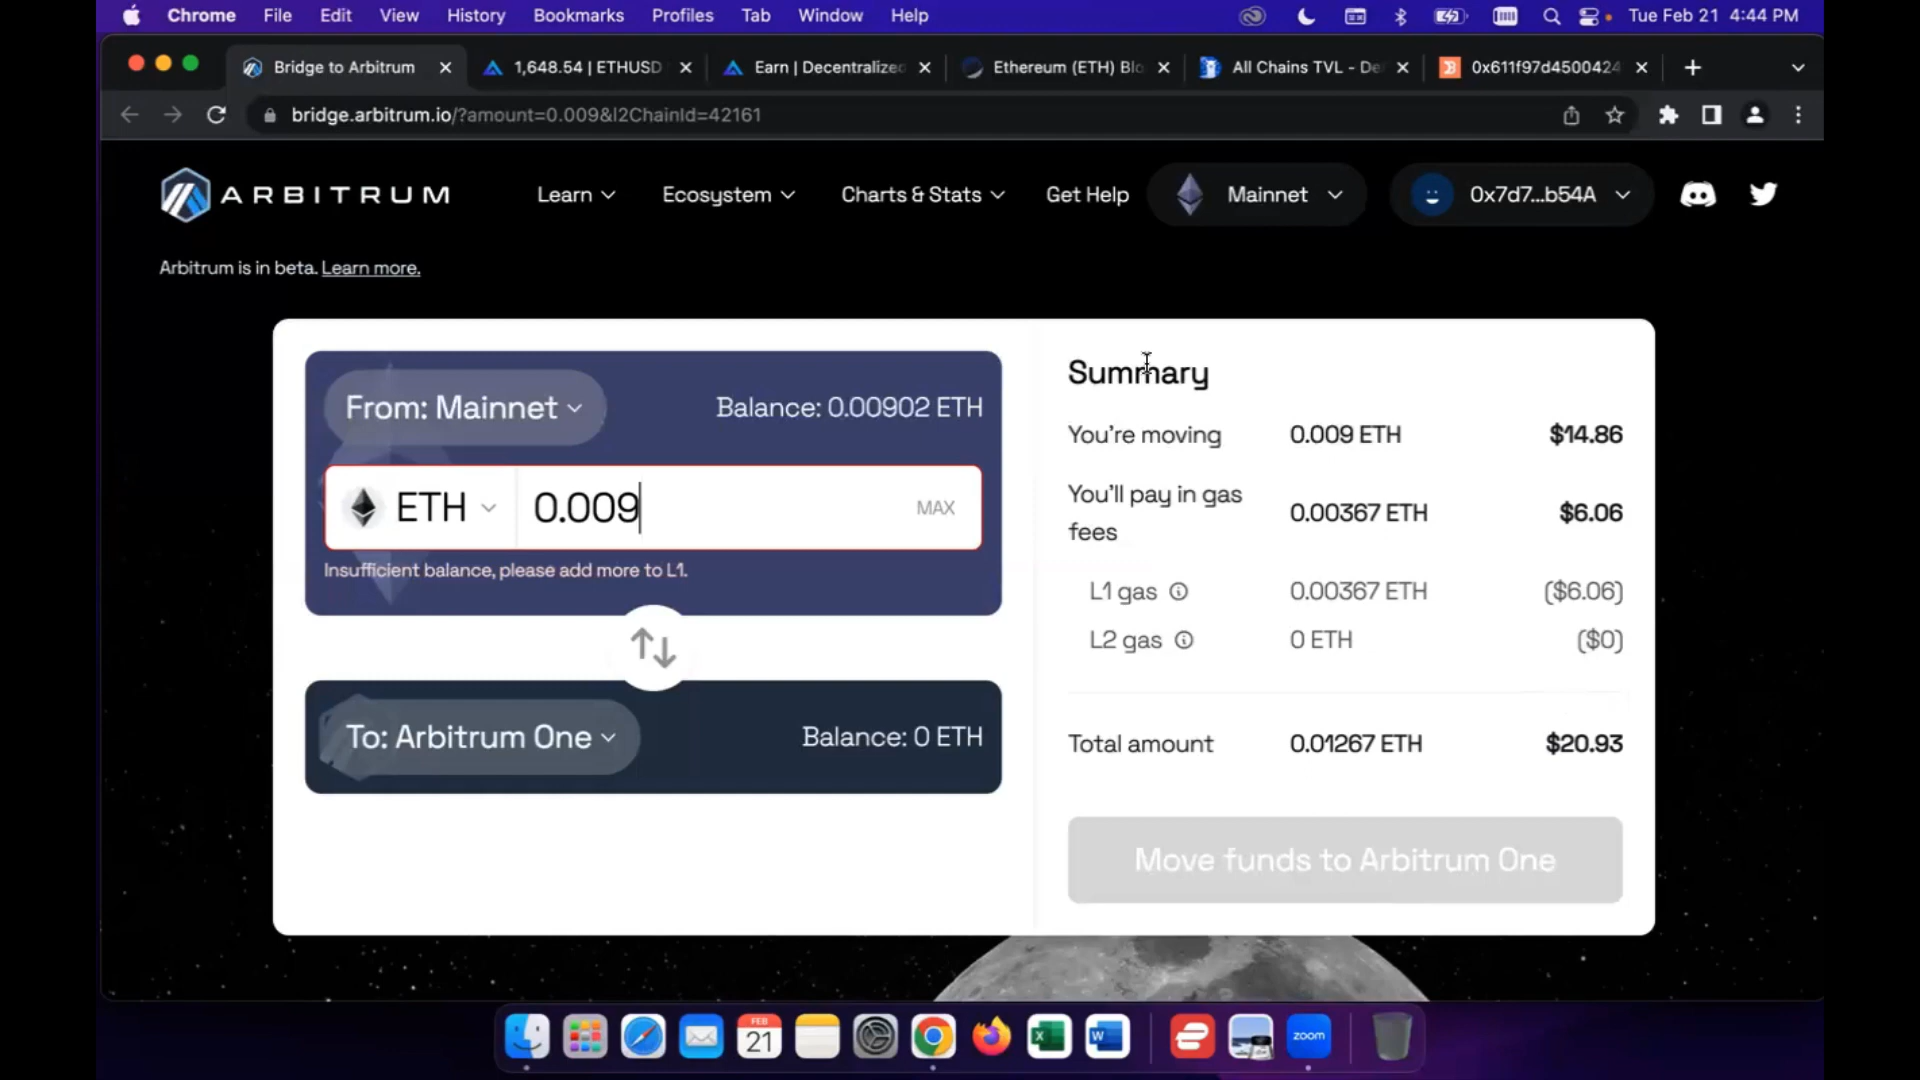 Chrome File Edit View History Bookmarks Profiles Tab Window Help Tue Feb 21 4:44 PM
Bridge to Arbitrum 1,648.54 | ETHUSD Earn | Decentralized Ethereum (ETH) Blo All Chains TVL - De 0x611f97d4500424
bridge.arbitrum.io/?amount=0.009&l2ChainId=42161
ARBITRUM Learn Ecosystem Charts & Stats Get Help Mainnet 0x7d7...b54A
Arbitrum is in beta. Learn more.
From: Mainnet Balance: 0.00902 ETH
ETH 0.009 MAX
Insufficient balance, please add more to L1.
To: Arbitrum One Balance: 0 ETH
Summary
You're moving 0.009 ETH $14.86
You'll pay in gas
fees 0.00367 ETH $6.06
L1 gas 0.00367 ETH ($6.06)
L2 gas 0 ETH ($0)
Total amount 0.01267 ETH $20.93
Move funds to Arbitrum One
FEB
21
zoom